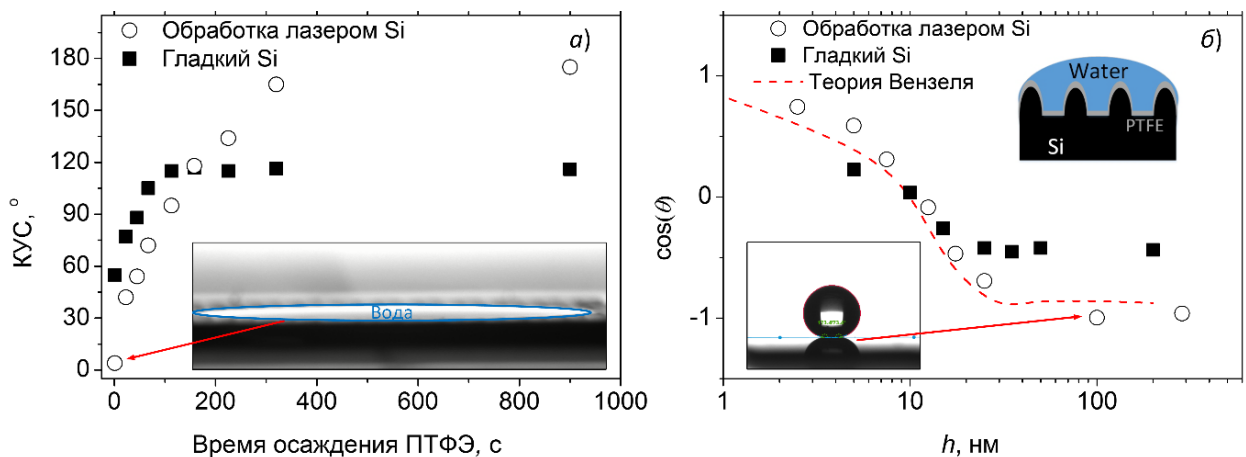 Обработка лазером Si
Гладкий Si
а)
180
150
120
90
60
30
0
КУС, °
Вода
0 200 400 600 800 1000
Время осаждения ПТФЭ, с
Обработка лазером Si
Гладкий Si
Теория Вензеля
б)
Water
PTFE
Si
1
0
-1
cos(θ)
1 10 100
h, нм